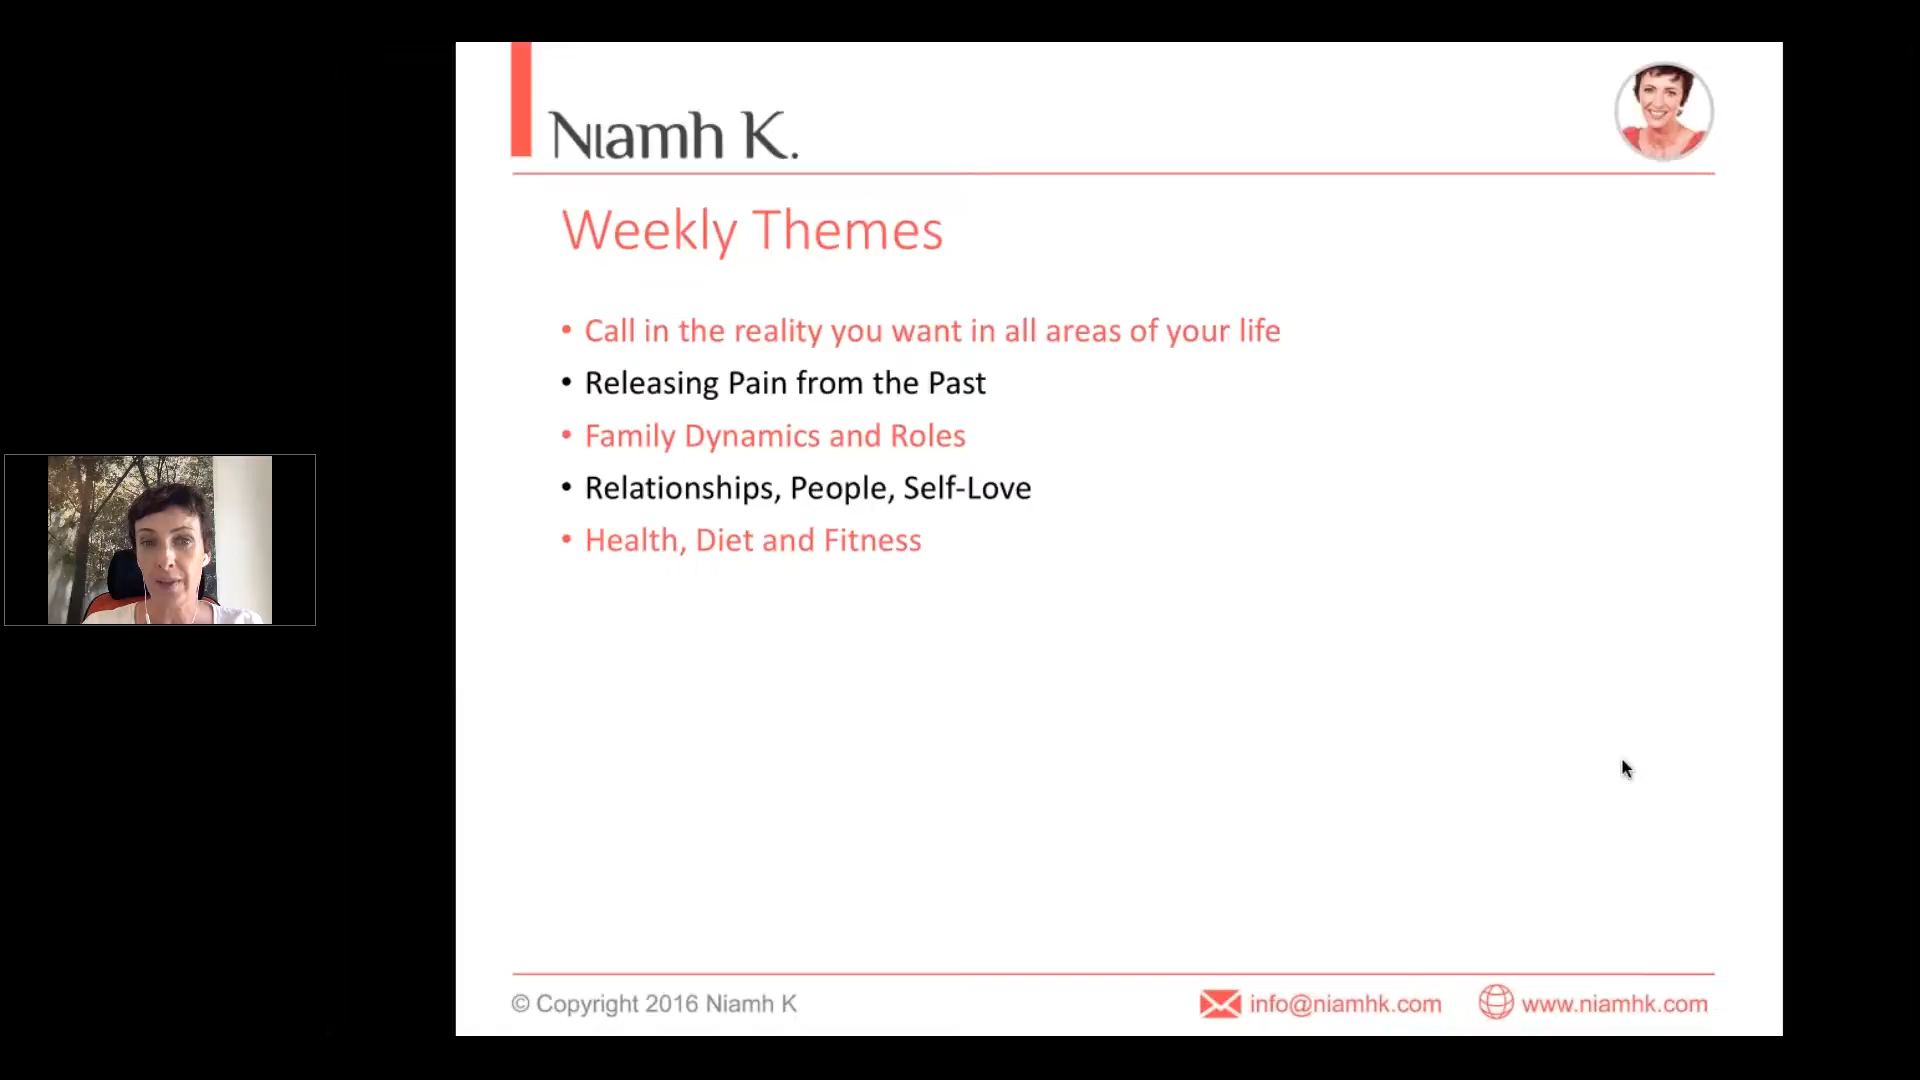 Niamh K.
Weekly Themes
• Call in the reality you want in all areas of your life
• Releasing Pain from the Past
• Family Dynamics and Roles
• Relationships, People, Self-Love
• Health, Diet and Fitness
© Copyright 2016 Niamh K
info@niamhk.com
www.niamhk.com